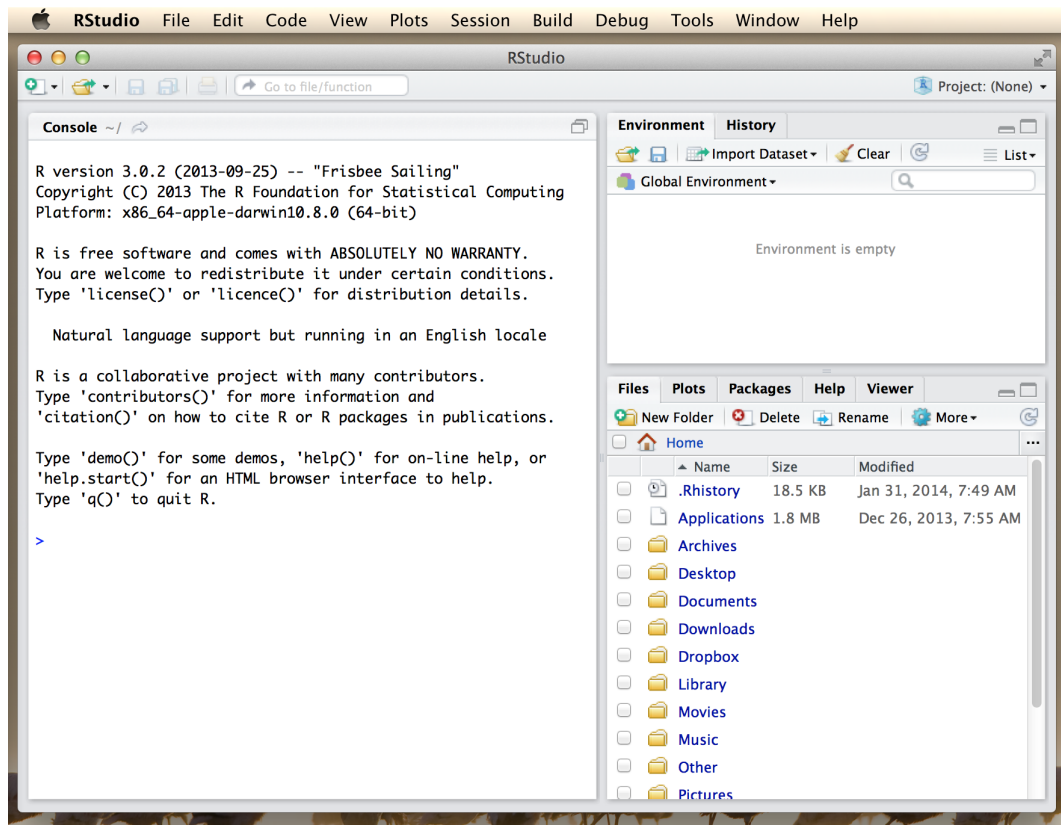 RStudio File Edit Code View Plots Session Build Debug Tools Window Help
RStudio
Go to file/function
Project: (None)
Console ~/
R version 3.0.2 (2013-09-25) -- "Frisbee Sailing"
Copyright (C) 2013 The R Foundation for Statistical Computing
Platform: x86_64-apple-darwin10.8.0 (64-bit)
R is free software and comes with ABSOLUTELY NO WARRANTY.
You are welcome to redistribute it under certain conditions.
Type 'license()' or 'licence()' for distribution details.
Natural language support but running in an English locale
R is a collaborative project with many contributors.
Type 'contributors()' for more information and
'citation()' on how to cite R or R packages in publications.
Type 'demo()' for some demos, 'help()' for on-line help, or
'help.start()' for an HTML browser interface to help.
Type 'q()' to quit R.
>
Environment History
Import Dataset Clear List
Global Environment
Environment is empty
Files Plots Packages Help Viewer
New Folder Delete Rename More
Home ...
Name Size Modified
.Rhistory 18.5 KB Jan 31, 2014, 7:49 AM
Applications 1.8 MB Dec 26, 2013, 7:55 AM
Archives
Desktop
Documents
Downloads
Dropbox
Library
Movies
Music
Other
Pictures